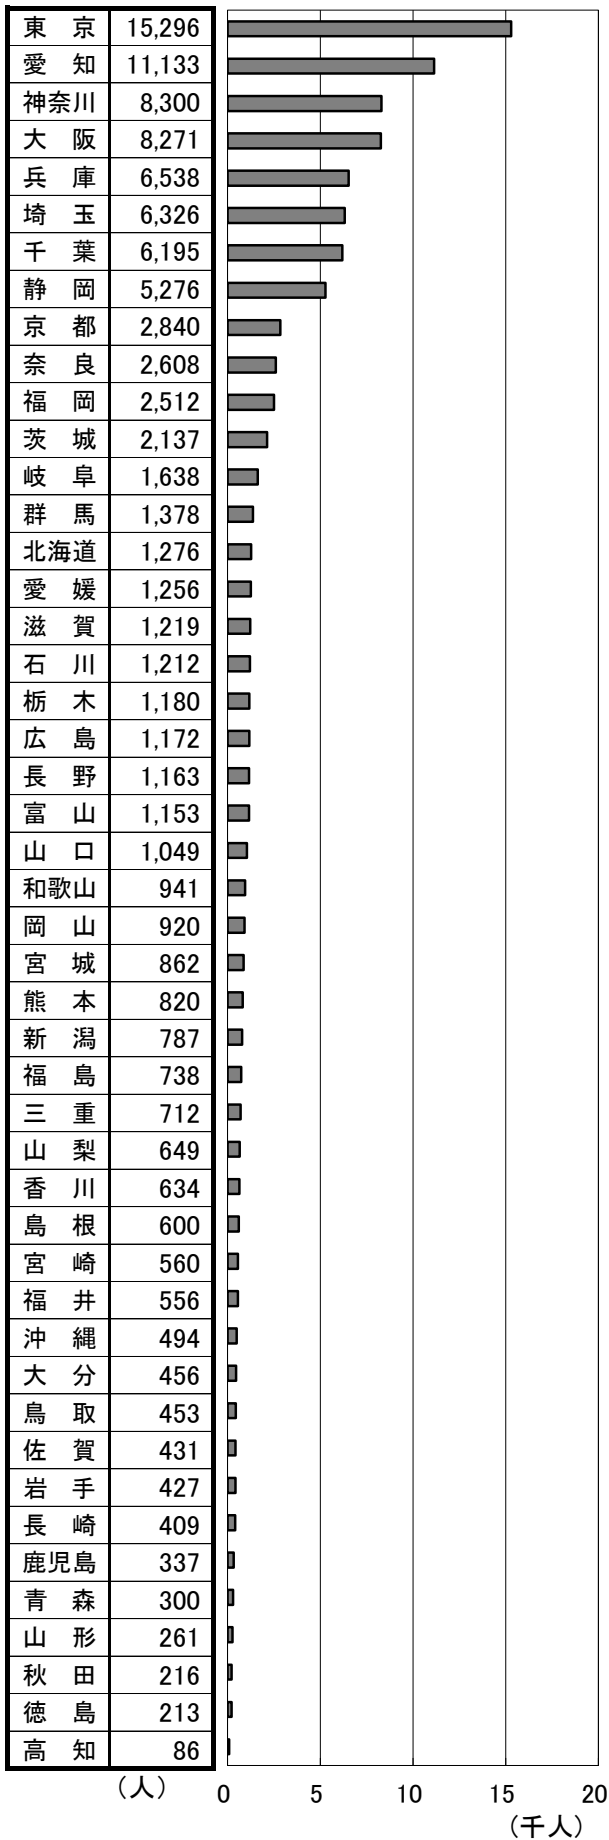 東 京 15,296
愛 知 11,133
神奈川 8,300
大 阪 8,271
兵 庫 6,538
埼 玉 6,326
千 葉 6,195
静 岡 5,276
京 都 2,840
奈 良 2,608
福 岡 2,512
茨 城 2,137
岐 阜 1,638
群 馬 1,378
北海道 1,276
愛 媛 1,256
滋 賀 1,219
石 川 1,212
栃 木 1,180
広 島 1,172
長 野 1,163
富 山 1,153
山 口 1,049
和歌山 941
岡 山 920
宮 城 862
熊 本 820
新 潟 787
福 島 738
三 重 712
山 梨 649
香 川 634
島 根 600
宮 崎 560
福 井 556
沖 縄 494
大 分 456
鳥 取 453
佐 賀 431
岩 手 427
長 崎 409
鹿児島 337
青 森 300
山 形 261
秋 田 216
徳 島 213
高 知 86
（人） 0 5 10 15 20
（千人）